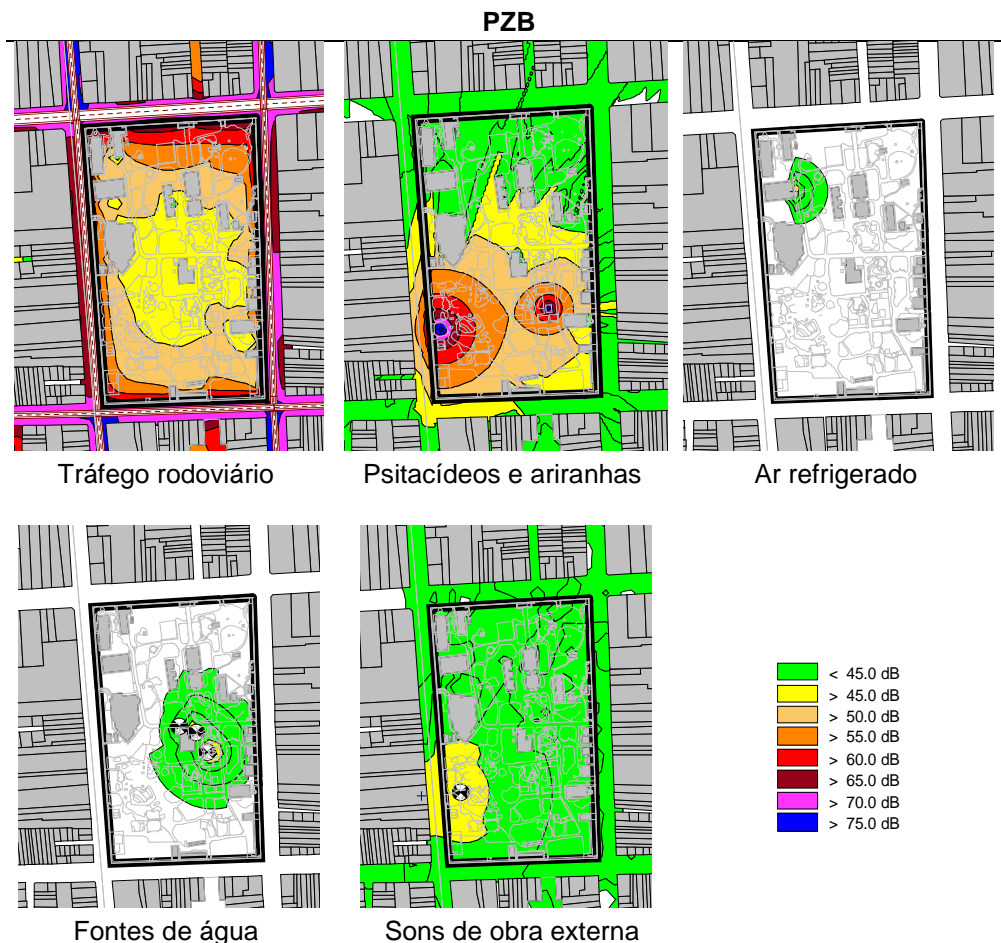 PZB
Tráfego rodoviário
Psitacídeos e ariranhas
Ar refrigerado
Fontes de água
Sons de obra externa
< 45.0 dB
> 45.0 dB
> 50.0 dB
> 55.0 dB
> 60.0 dB
> 65.0 dB
> 70.0 dB
> 75.0 dB